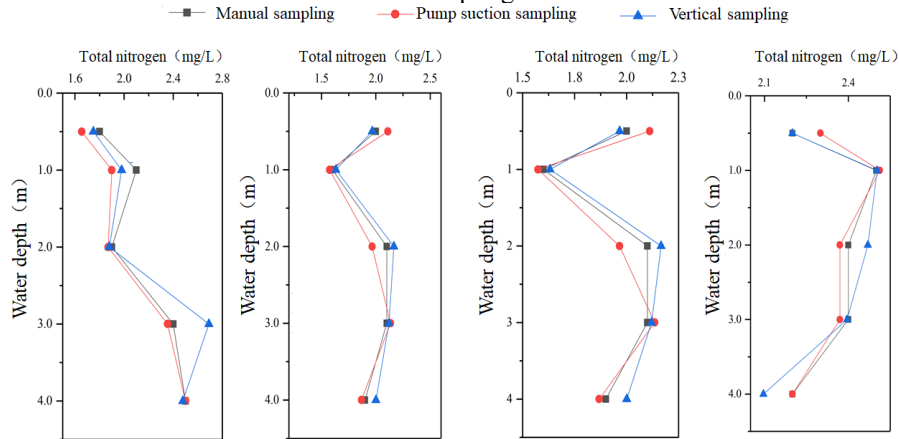 Manual sampling Pump suction sampling Vertical sampling
Total nitrogen（mg/L） Total nitrogen（mg/L） Total nitrogen（mg/L） Total nitrogen（mg/L）
1.6 2.0 2.4 2.8 1.5 2.0 2.5 1.5 2.0 2.3 2.1 2.4
0.0 0.0 0 0.0
1.0 1.0 1 1.0
2.0 2.0 2 2.0
3.0 3.0 3 3.0
4.0 4.0 4 4.0
Water depth（m） Water depth（m） Water depth（m） Water depth（m）